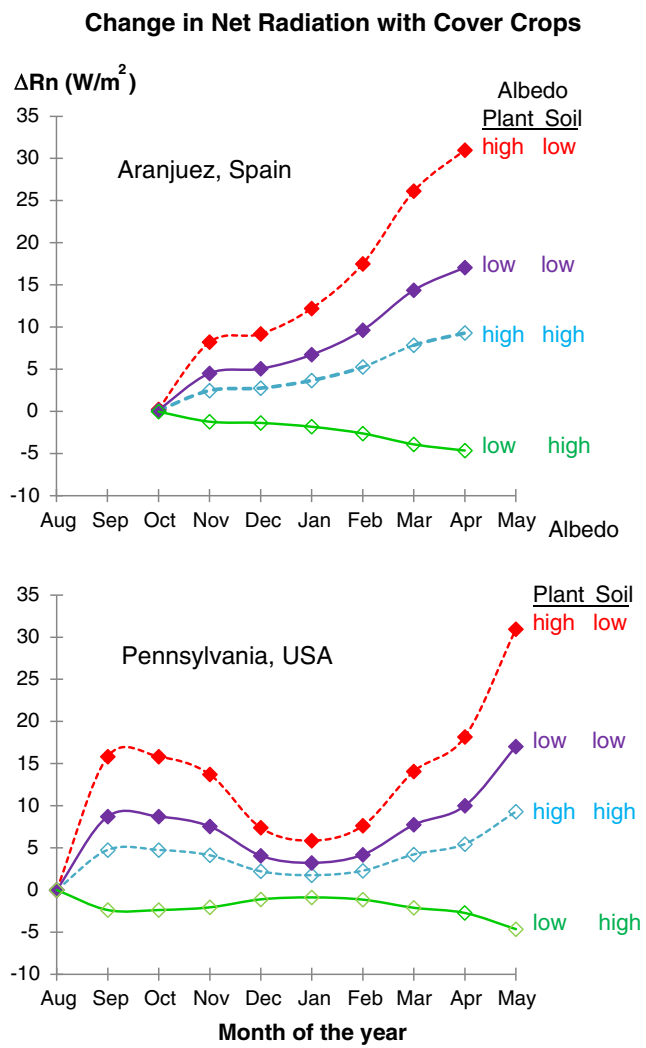 Change in Net Radiation with Cover Crops
ΔRn (W/m²)
Albedo
Plant Soil
35
high low
30
Aranjuez, Spain
25
20
low low
15
high high
10
5
0
low high
-5
-10
Aug Sep Oct Nov Dec Jan Feb Mar Apr May
Albedo
35
Plant Soil
high low
30
Pennsylvania, USA
25
20
low low
15
high high
10
5
0
low high
-5
-10
Aug Sep Oct Nov Dec Jan Feb Mar Apr May
Month of the year